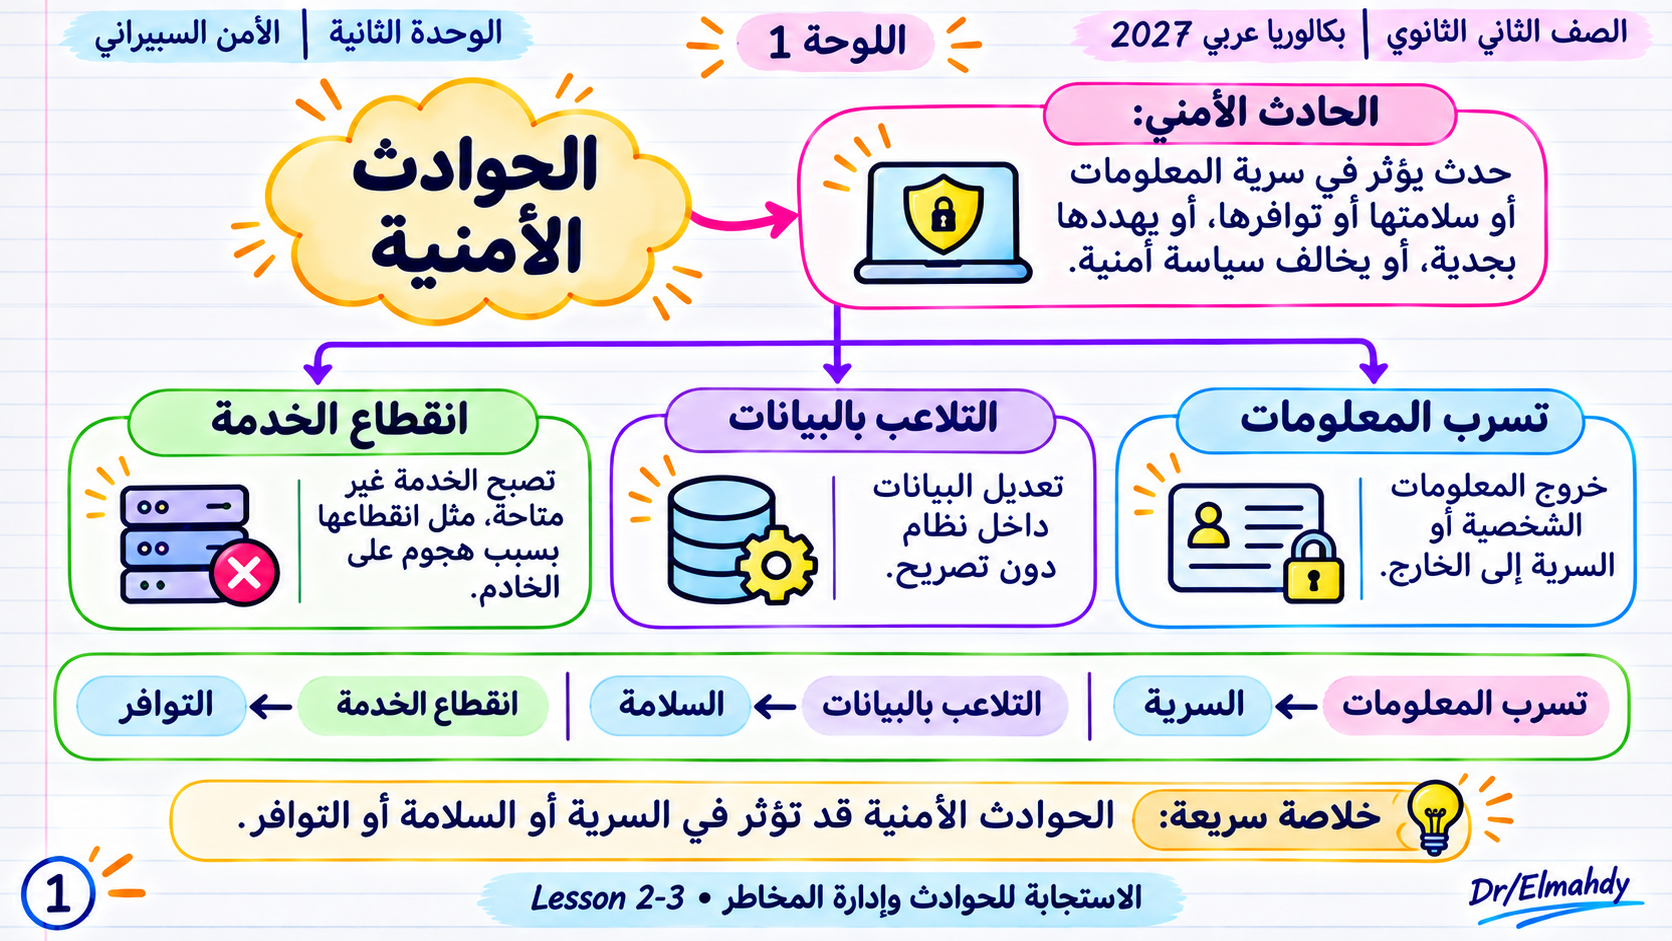 الصف الثاني الثانوي | بكالوريا عربي 2027
اللوحة 1
الوحدة الثانية | الأمن السيبراني
الحوادث
الأمنية
الحادث الأمني:
حدث يؤثر في سرية المعلومات
أو سلامتها أو توافرها، أو يهددها
بجدية، أو يخالف سياسة أمنية.
تسرب المعلومات
خروج المعلومات
الشخصية أو
السرية إلى الخارج.
التلاعب بالبيانات
تعديل البيانات
داخل نظام
دون تصريح.
انقطاع الخدمة
تصبح الخدمة غير
متاحة، مثل انقطاعها
بسبب هجوم على
الخادم.
تسرب المعلومات ← السرية | التلاعب بالبيانات ← السلامة | انقطاع الخدمة ← التوافر
خلاصة سريعة: الحوادث الأمنية قد تؤثر في السرية أو السلامة أو التوافر.
1
الاستجابة للحوادث وإدارة المخاطر • Lesson 2-3
Dr/Elmahdy